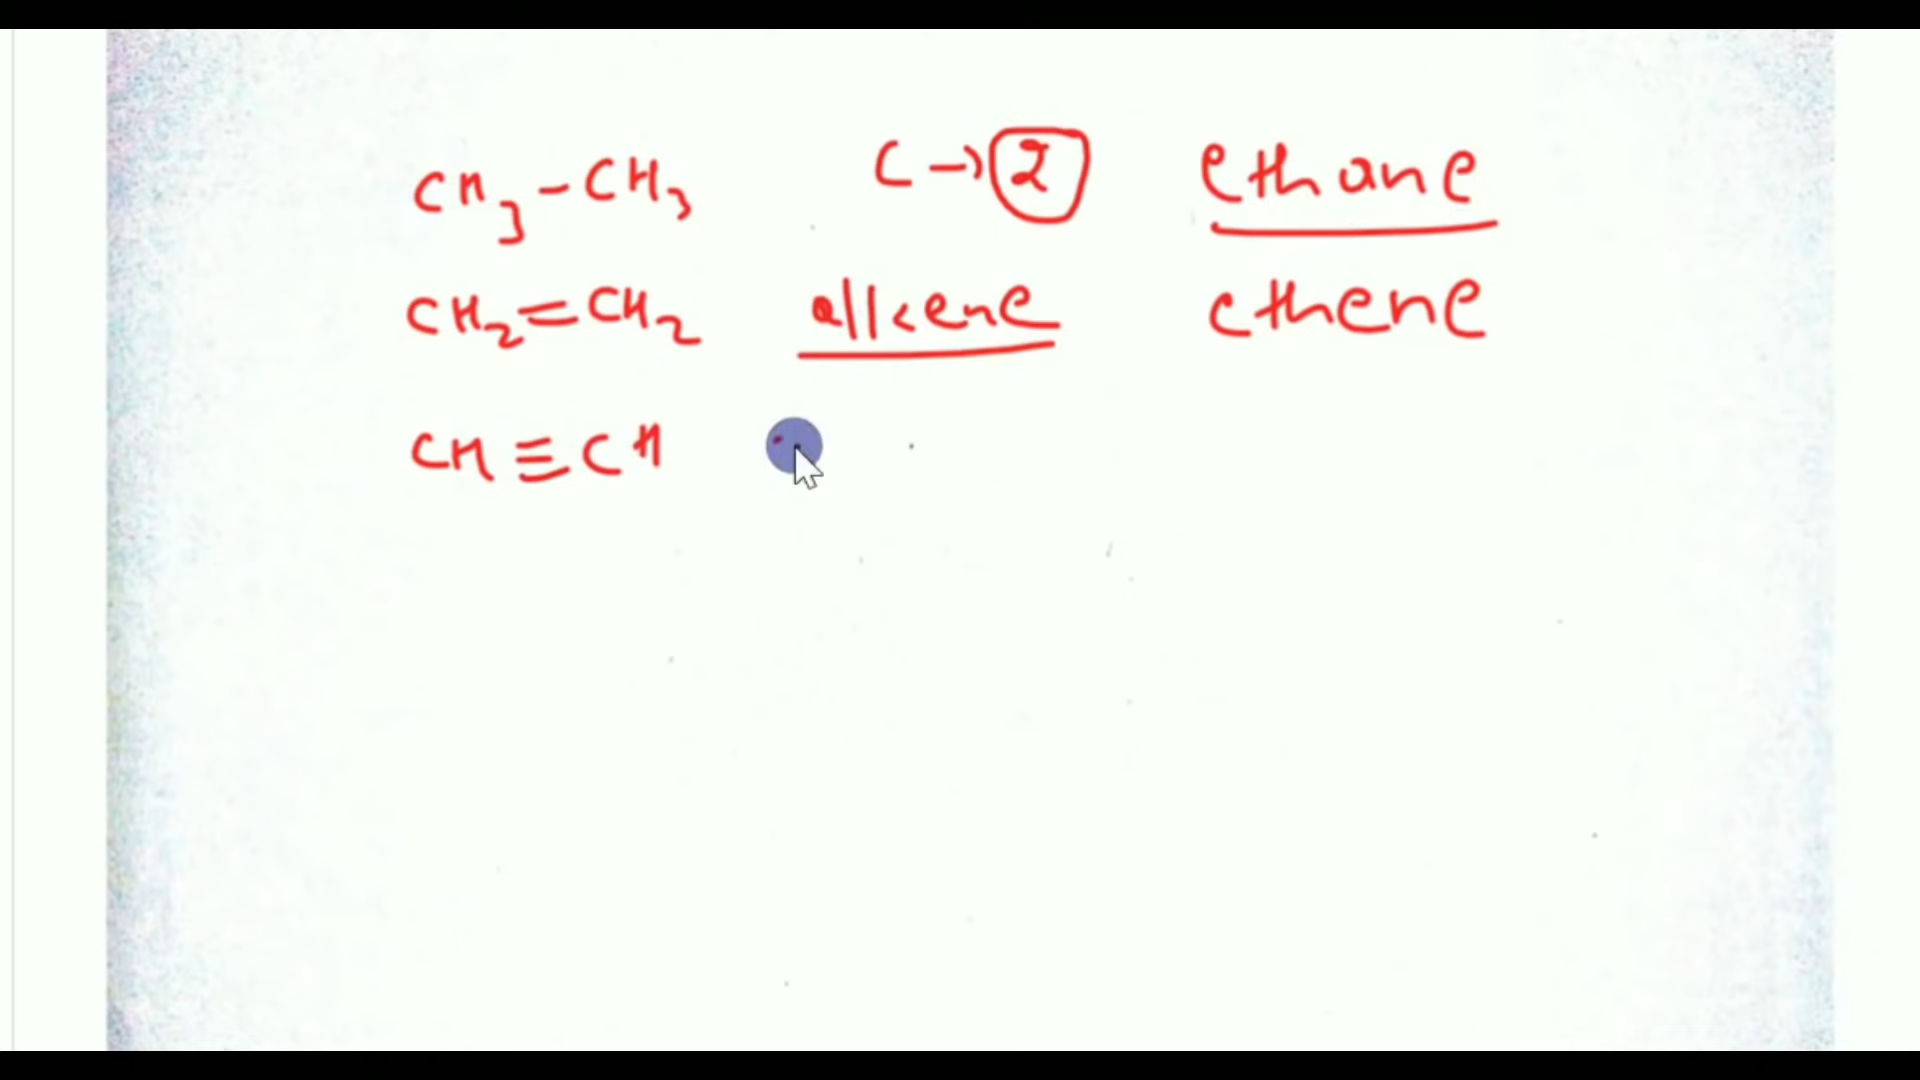 CH₃-CH₃ C→2 ethane
CH₂=CH₂ alkene ethene
CH≡CH